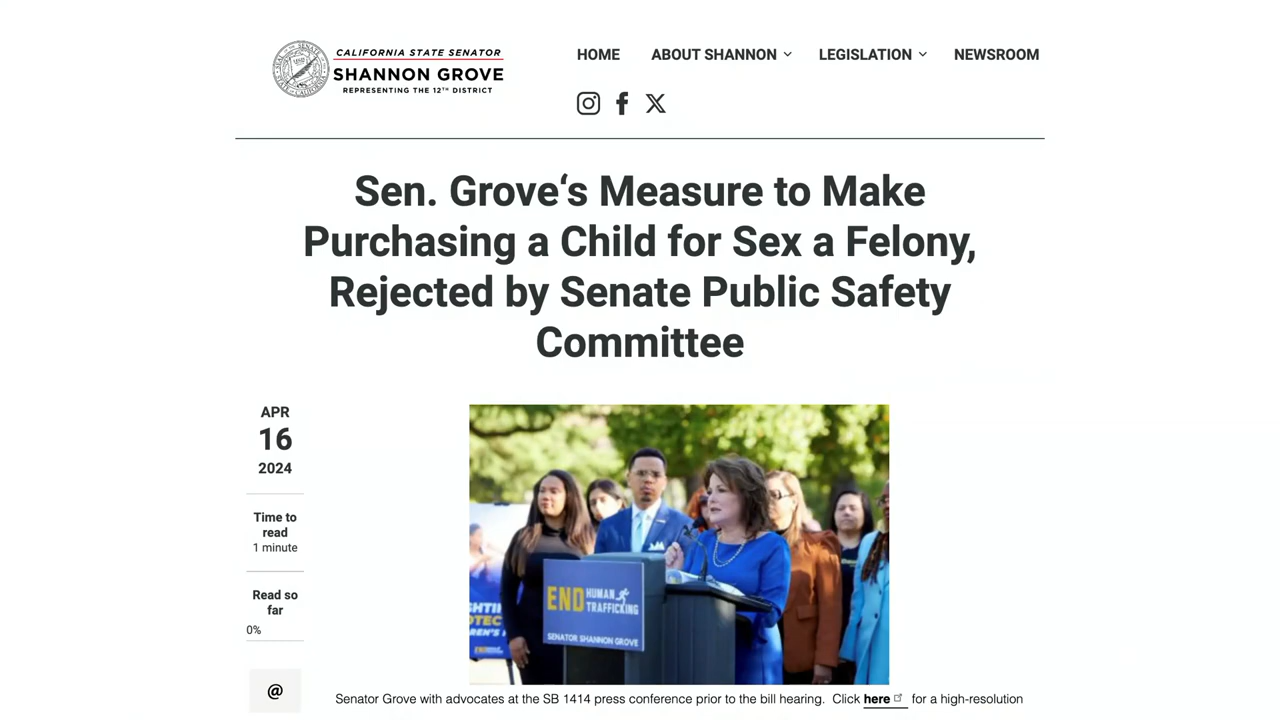 CALIFORNIA STATE SENATOR
SHANNON GROVE
REPRESENTING THE 12TH DISTRICT
HOME ABOUT SHANNON LEGISLATION NEWSROOM
Sen. Grove‘s Measure to Make
Purchasing a Child for Sex a Felony,
Rejected by Senate Public Safety
Committee
APR
16
2024
Time to
read
1 minute
Read so
far
0%
@
END HUMAN
TRAFFICKING
SENATOR SHANNON GROVE
Senator Grove with advocates at the SB 1414 press conference prior to the bill hearing. Click here for a high-resolution